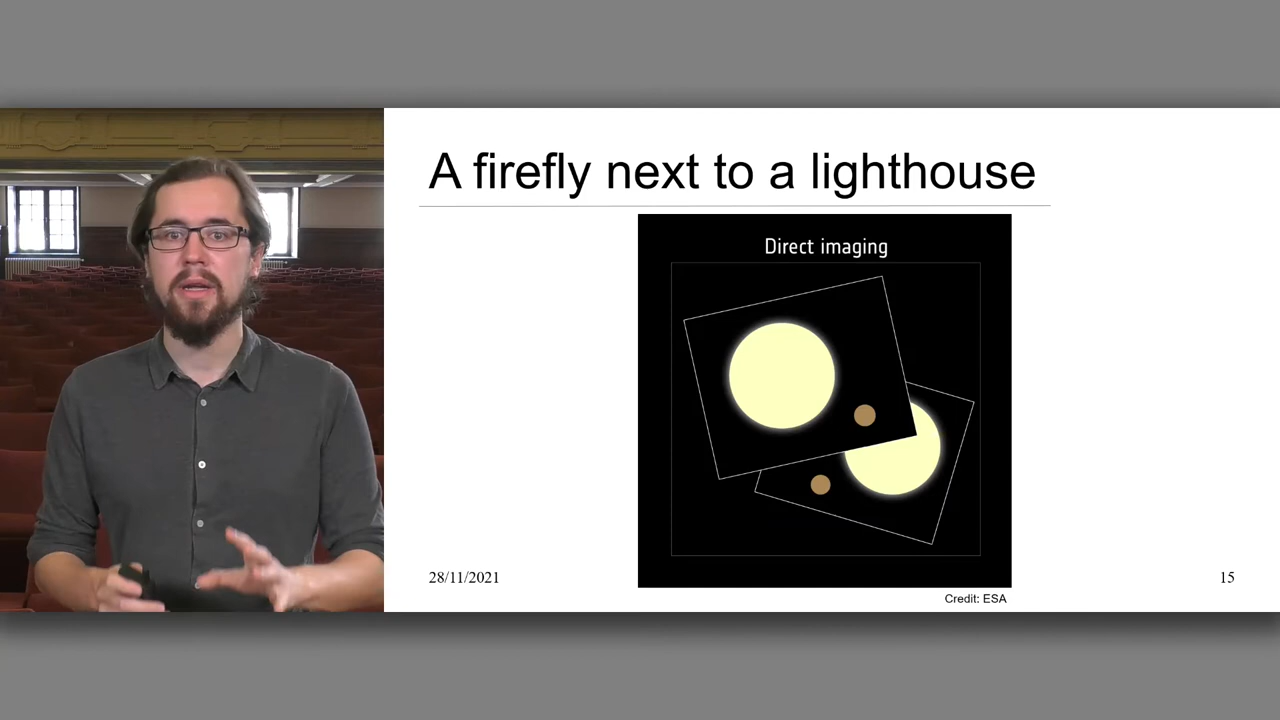 A firefly next to a lighthouse
Direct imaging
28/11/2021
15
Credit: ESA